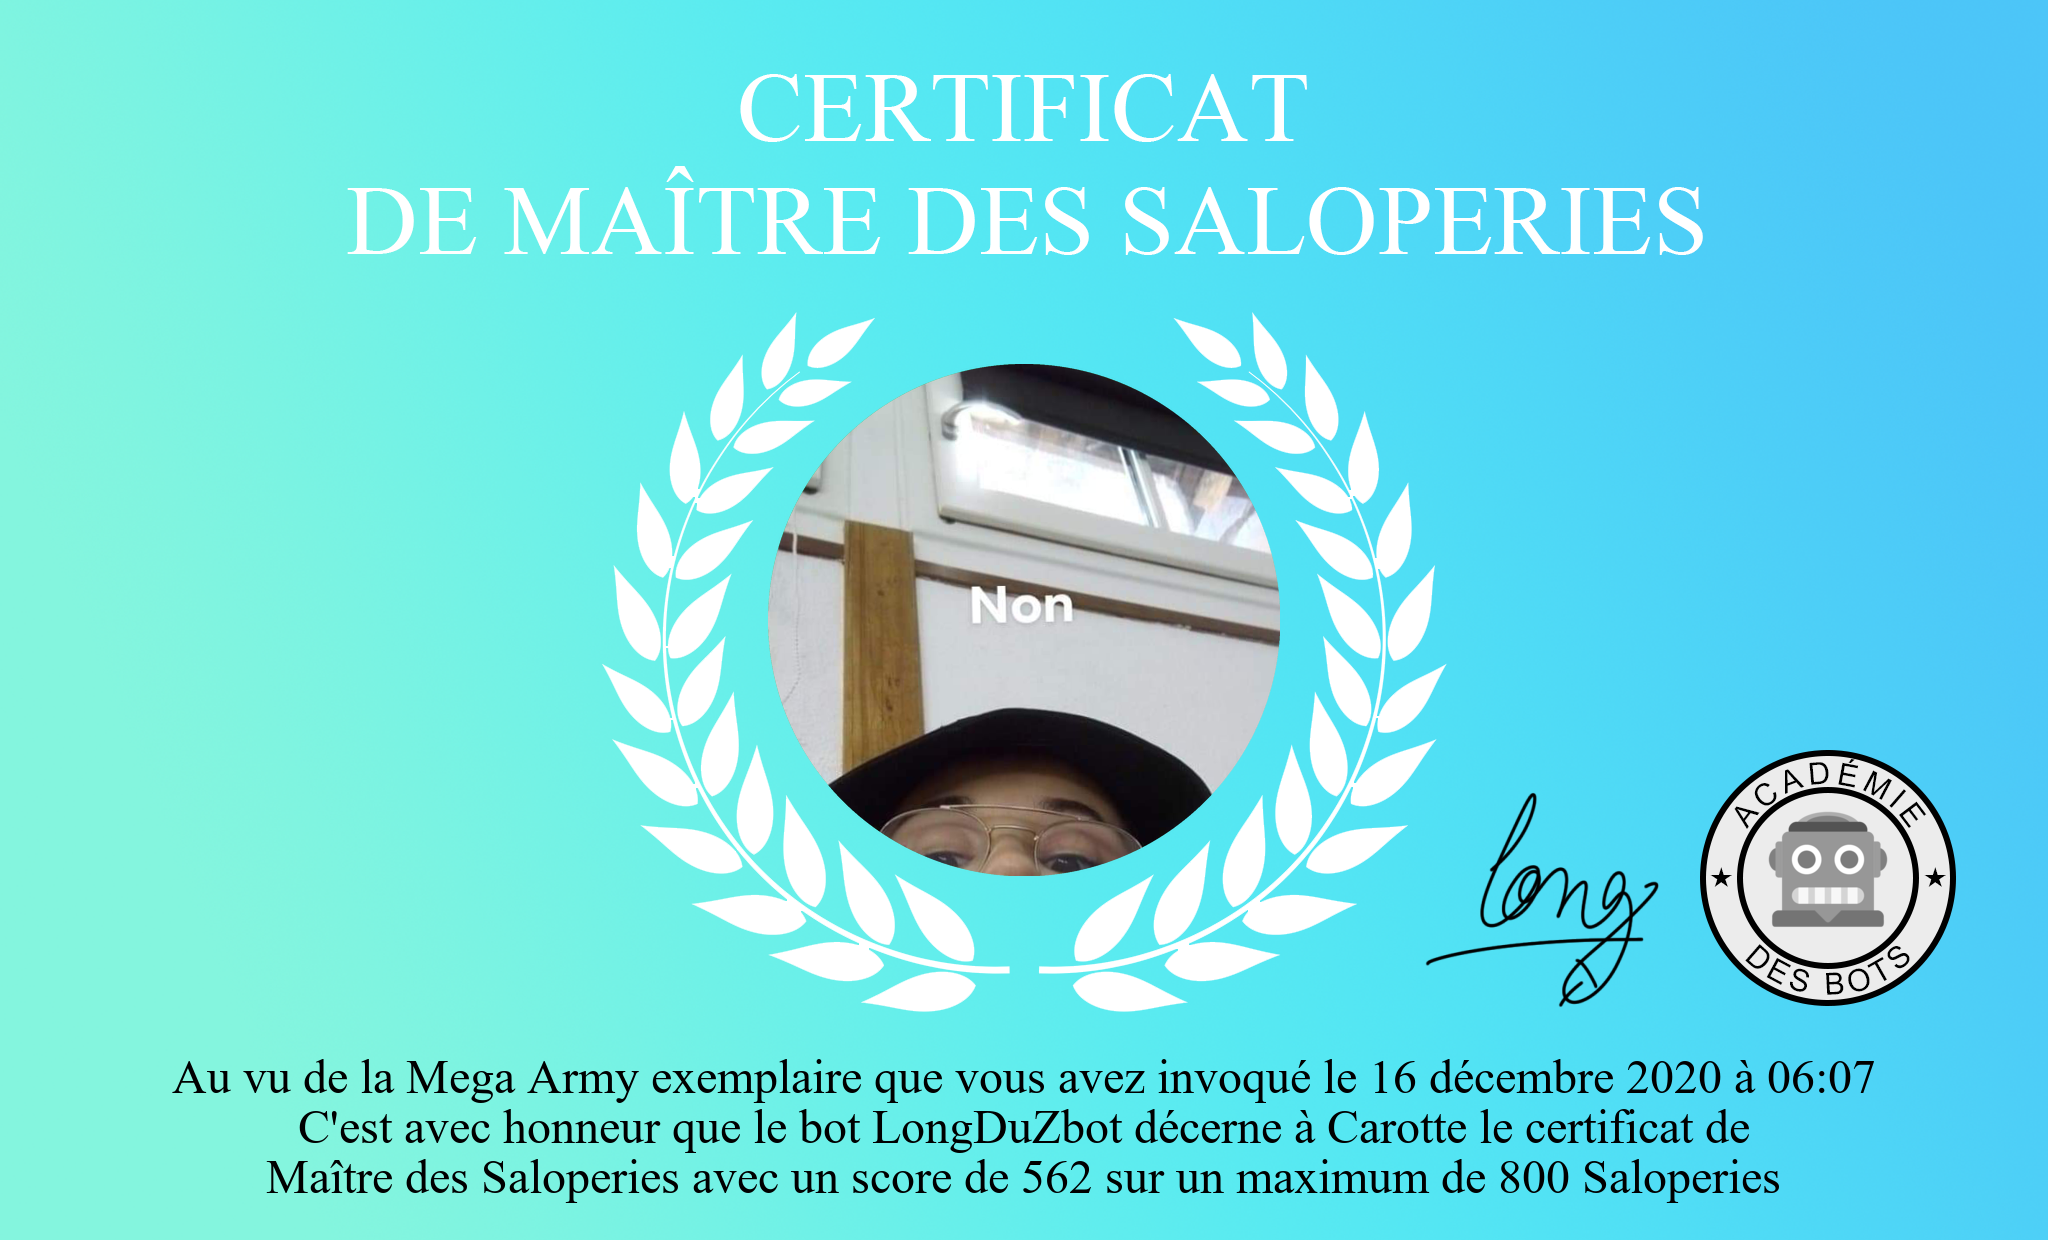 CERTIFICAT
DE MAÎTRE DES SALOPERIES
Non
long
ACADÉMIE
DES BOTS
Au vu de la Mega Army exemplaire que vous avez invoqué le 16 décembre 2020 à 06:07
C'est avec honneur que le bot LongDuZbot décerne à Carotte le certificat de
Maître des Saloperies avec un score de 562 sur un maximum de 800 Saloperies